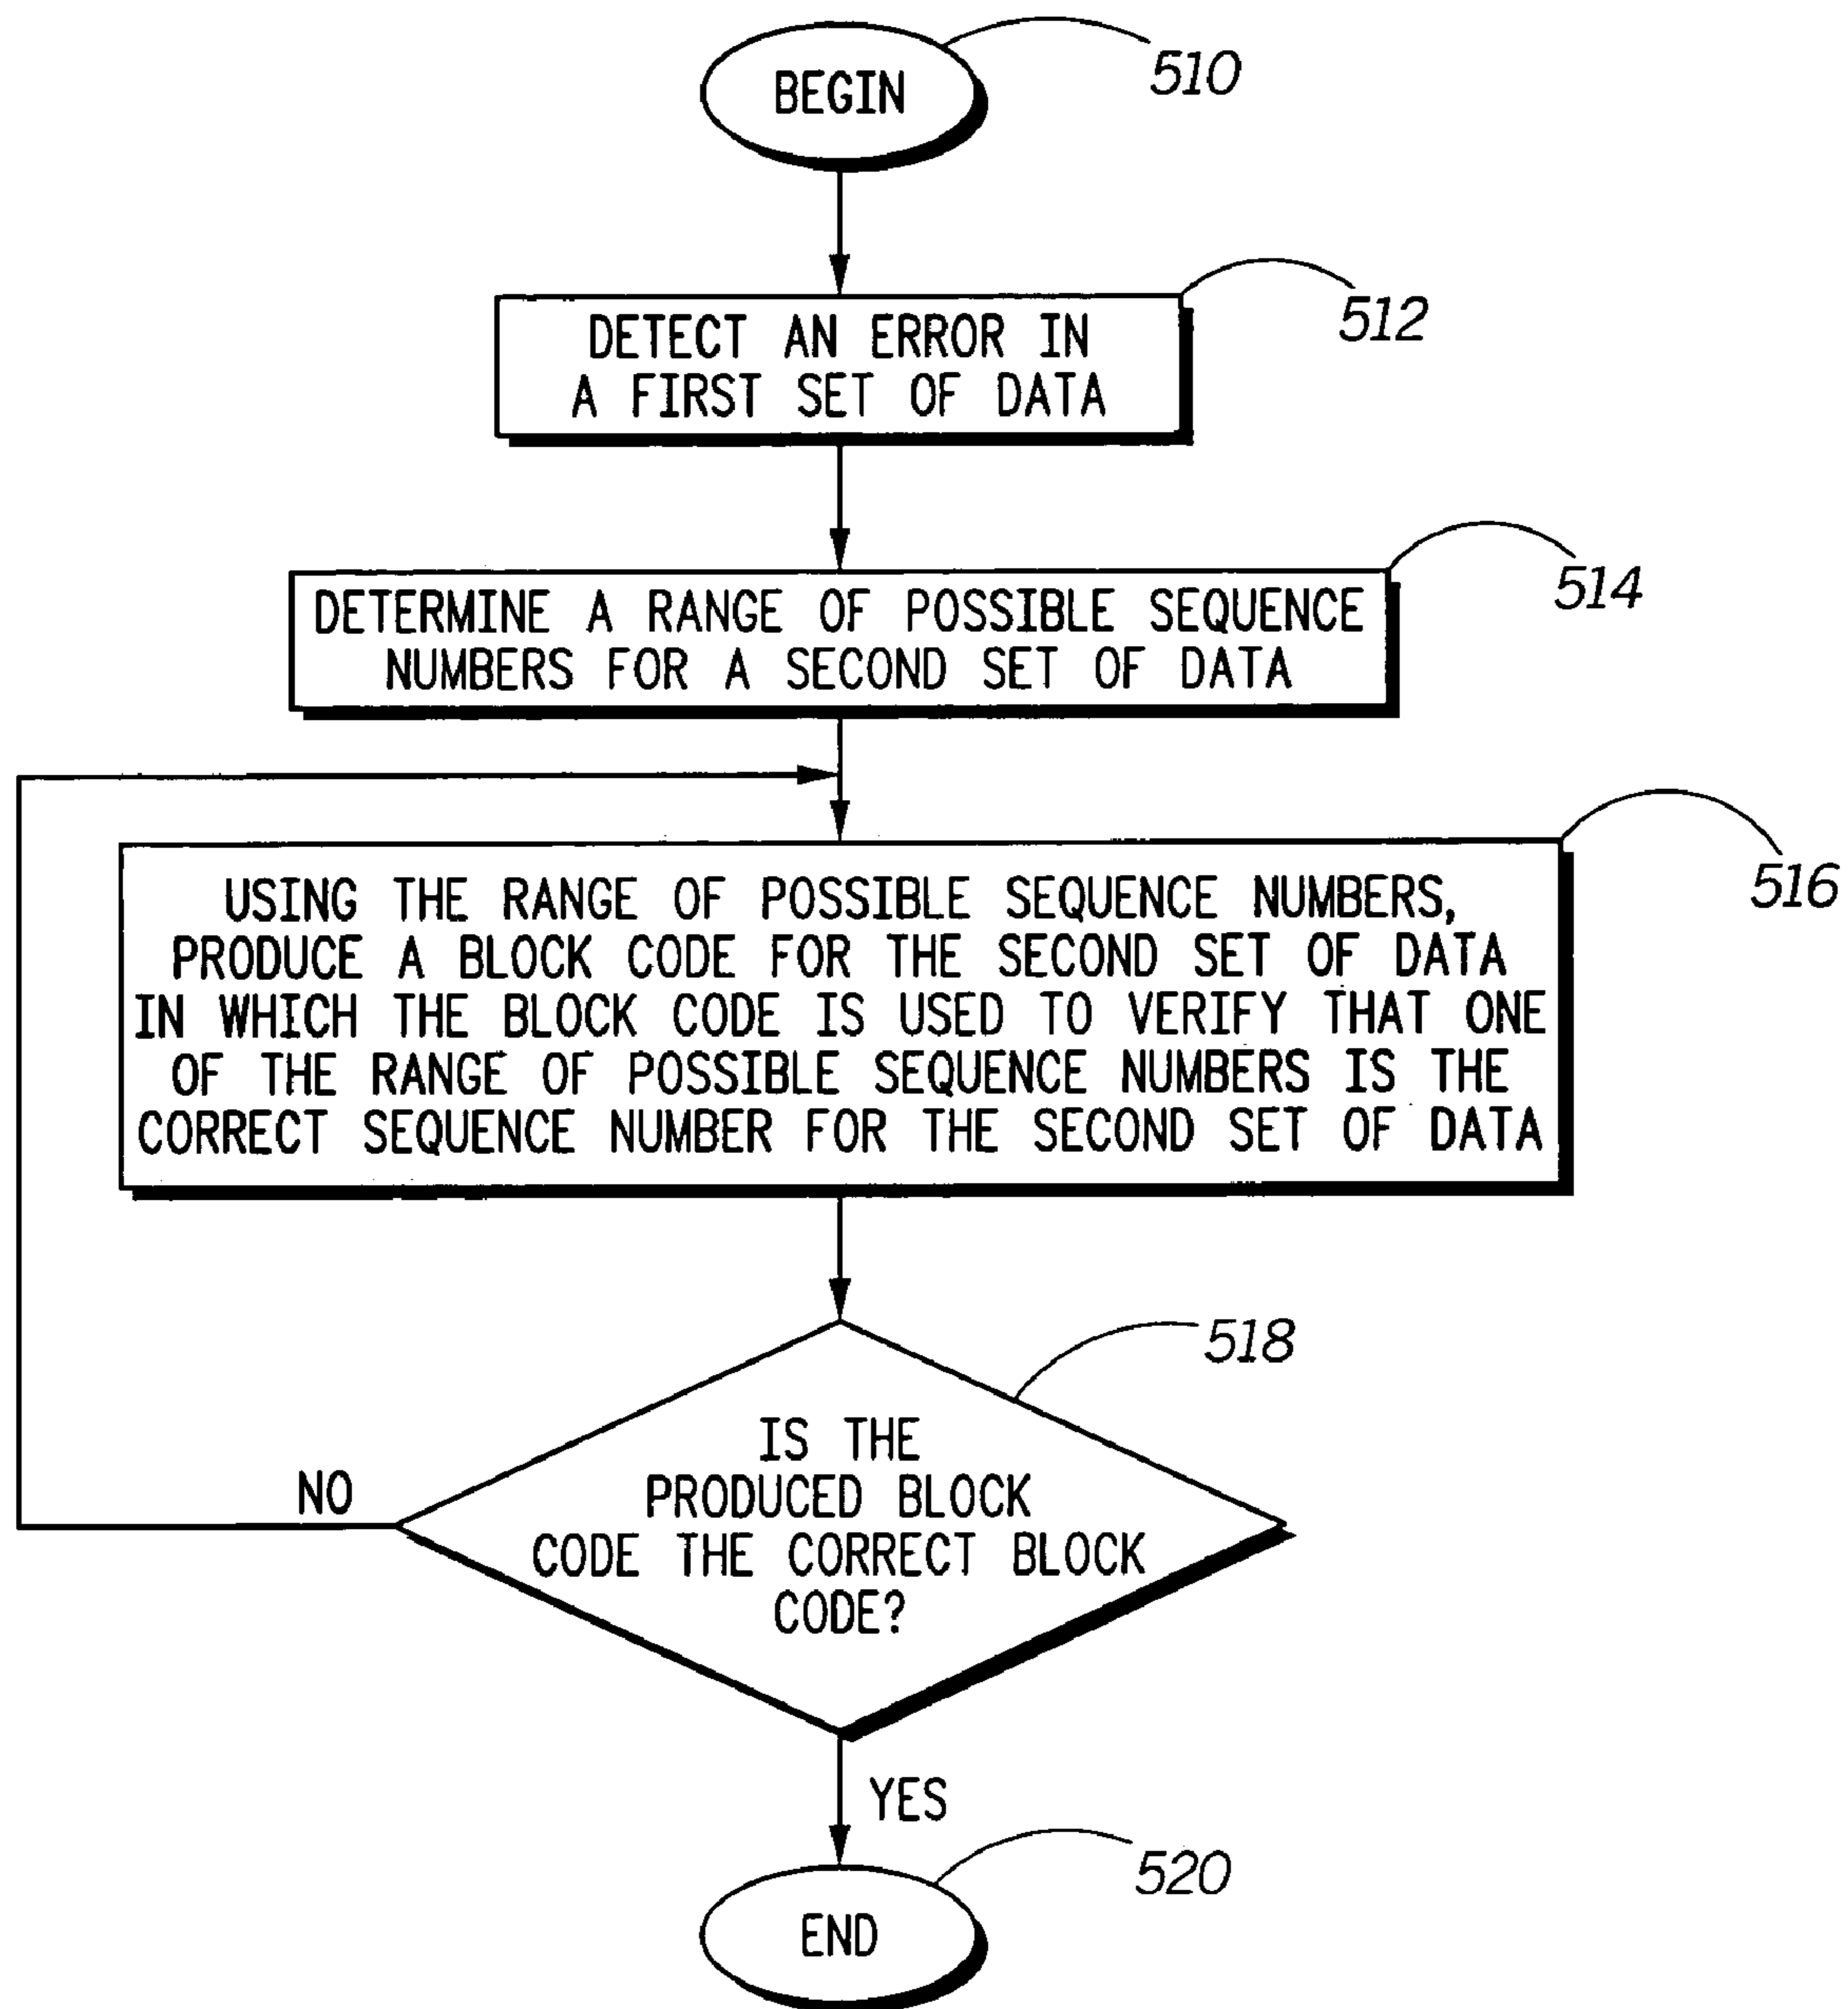 BEGIN
510
DETECT AN ERROR IN
A FIRST SET OF DATA
512
DETERMINE A RANGE OF POSSIBLE SEQUENCE
NUMBERS FOR A SECOND SET OF DATA
514
USING THE RANGE OF POSSIBLE SEQUENCE NUMBERS,
PRODUCE A BLOCK CODE FOR THE SECOND SET OF DATA
IN WHICH THE BLOCK CODE IS USED TO VERIFY THAT ONE
OF THE RANGE OF POSSIBLE SEQUENCE NUMBERS IS THE
CORRECT SEQUENCE NUMBER FOR THE SECOND SET OF DATA
516
IS THE
PRODUCED BLOCK
CODE THE CORRECT BLOCK
CODE?
518
NO
YES
END
520